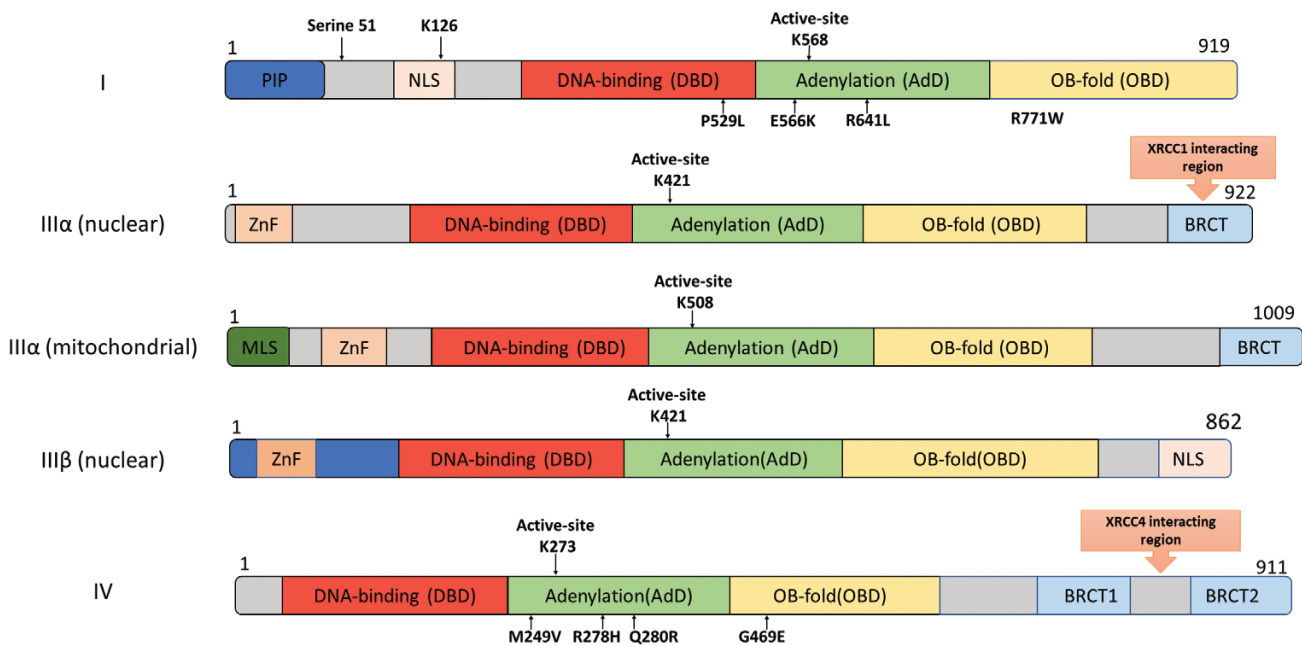 Serine 51
K126
Active-site
K568
1
919
I
PIP
NLS
DNA-binding (DBD)
Adenylation (AdD)
OB-fold (OBD)
P529L
E566K
R641L
R771W
XRCC1 interacting
region
Active-site
K421
1
922
IIIα (nuclear)
ZnF
DNA-binding (DBD)
Adenylation (AdD)
OB-fold (OBD)
BRCT
Active-site
K508
1
1009
IIIα (mitochondrial)
MLS
ZnF
DNA-binding (DBD)
Adenylation (AdD)
OB-fold (OBD)
BRCT
Active-site
K421
1
862
IIIβ (nuclear)
ZnF
DNA-binding (DBD)
Adenylation(AdD)
OB-fold(OBD)
NLS
XRCC4 interacting
region
Active-site
K273
1
911
IV
DNA-binding (DBD)
Adenylation(AdD)
OB-fold(OBD)
BRCT1
BRCT2
M249V
R278H
Q280R
G469E